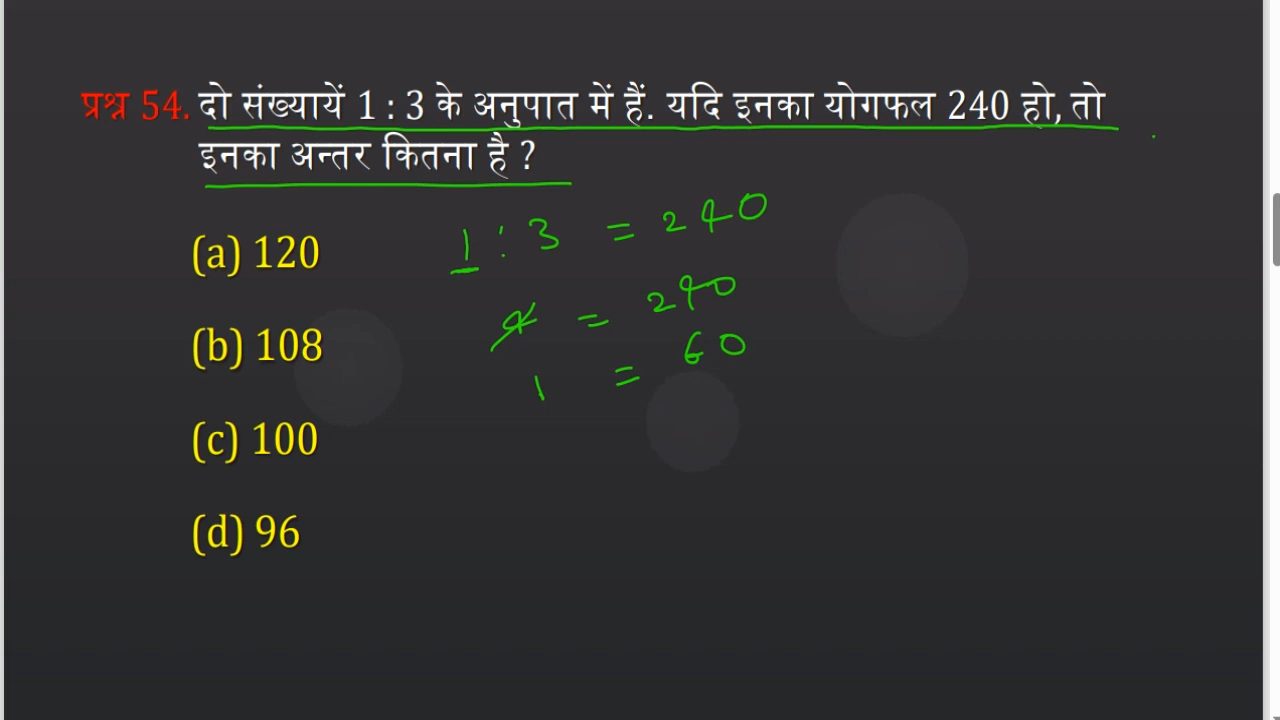 प्रश्न 54. दो संख्यायें 1 : 3 के अनुपात में हैं. यदि इनका योगफल 240 हो, तो
इनका अन्तर कितना है ?
(a) 120
1 : 3 = 240
4 = 240
(b) 108
1 = 60
(c) 100
(d) 96